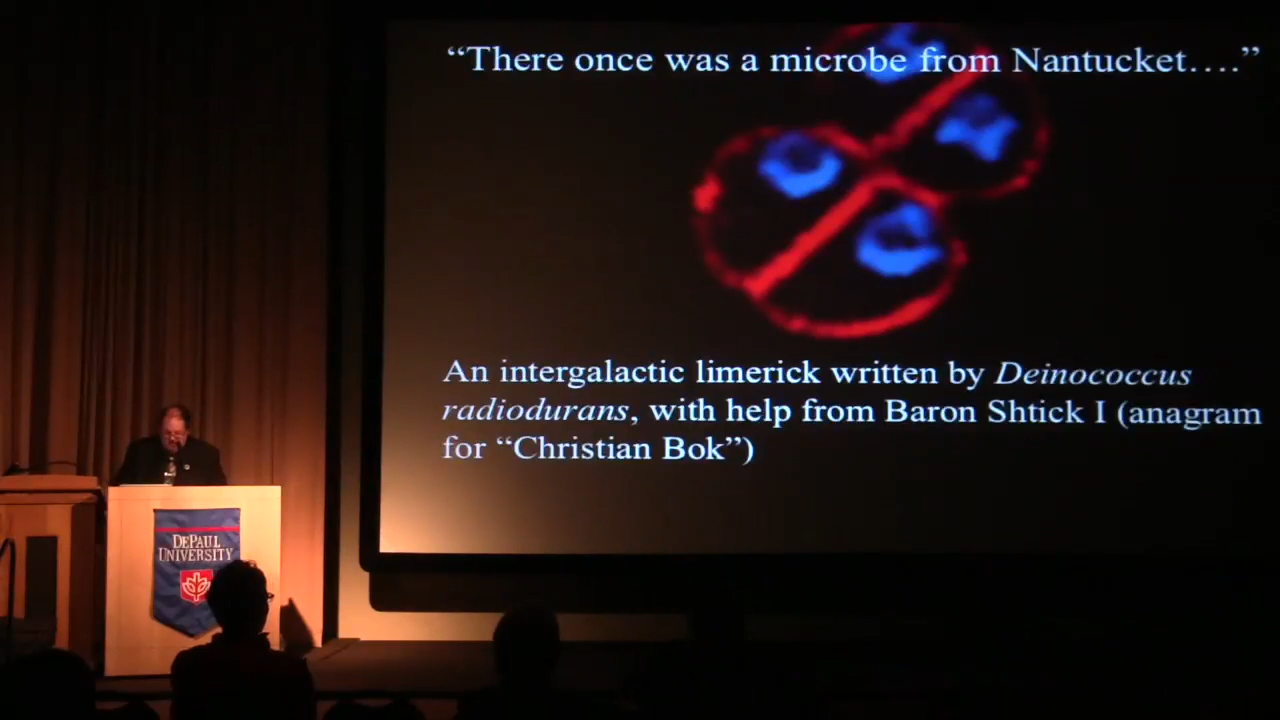 “There once was a microbe from Nantucket….”
An intergalactic limerick written by Deinococcus
radiodurans, with help from Baron Shtick I (anagram
for “Christian Bok”)
DEPAUL
UNIVERSITY